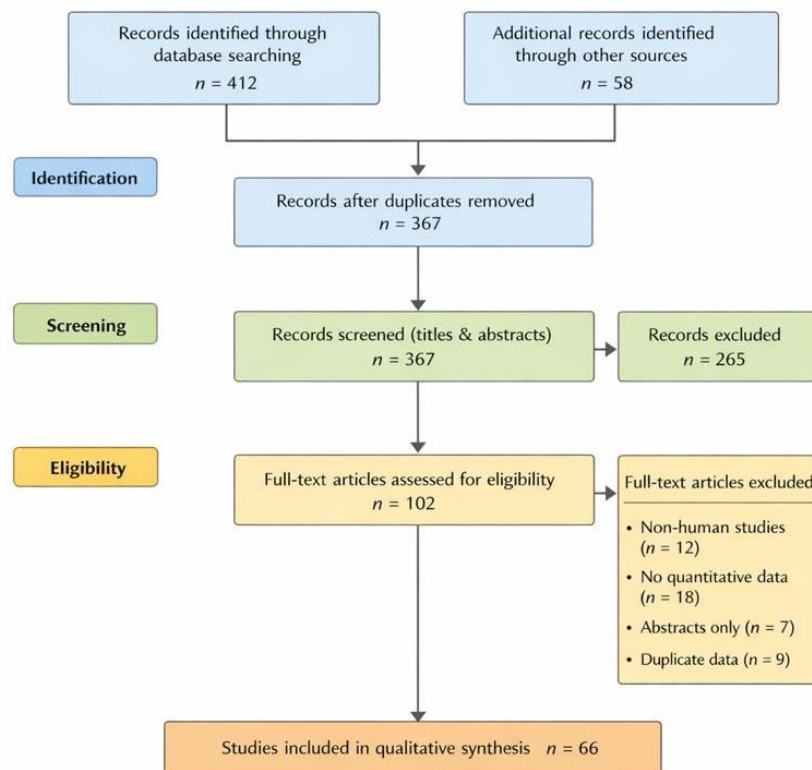 Records identified through
database searching
n = 412
Additional records identified
through other sources
n = 58
Identification
Records after duplicates removed
n = 367
Screening
Records screened (titles & abstracts)
n = 367
Records excluded
n = 265
Eligibility
Full-text articles assessed for eligibility
n = 102
Full-text articles excluded
• Non-human studies
(n = 12)
• No quantitative data
(n = 18)
• Abstracts only (n = 7)
• Duplicate data (n = 9)
Studies included in qualitative synthesis n = 66